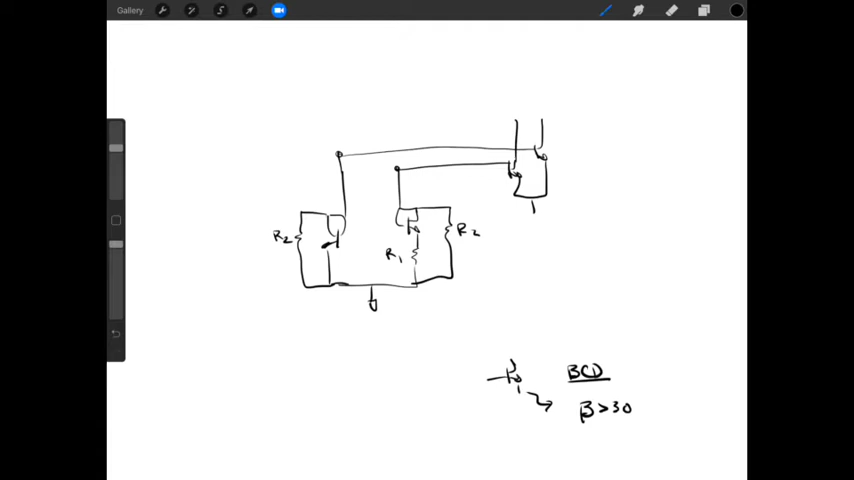 Gallery
R2
R2
R1
BCD
β>30